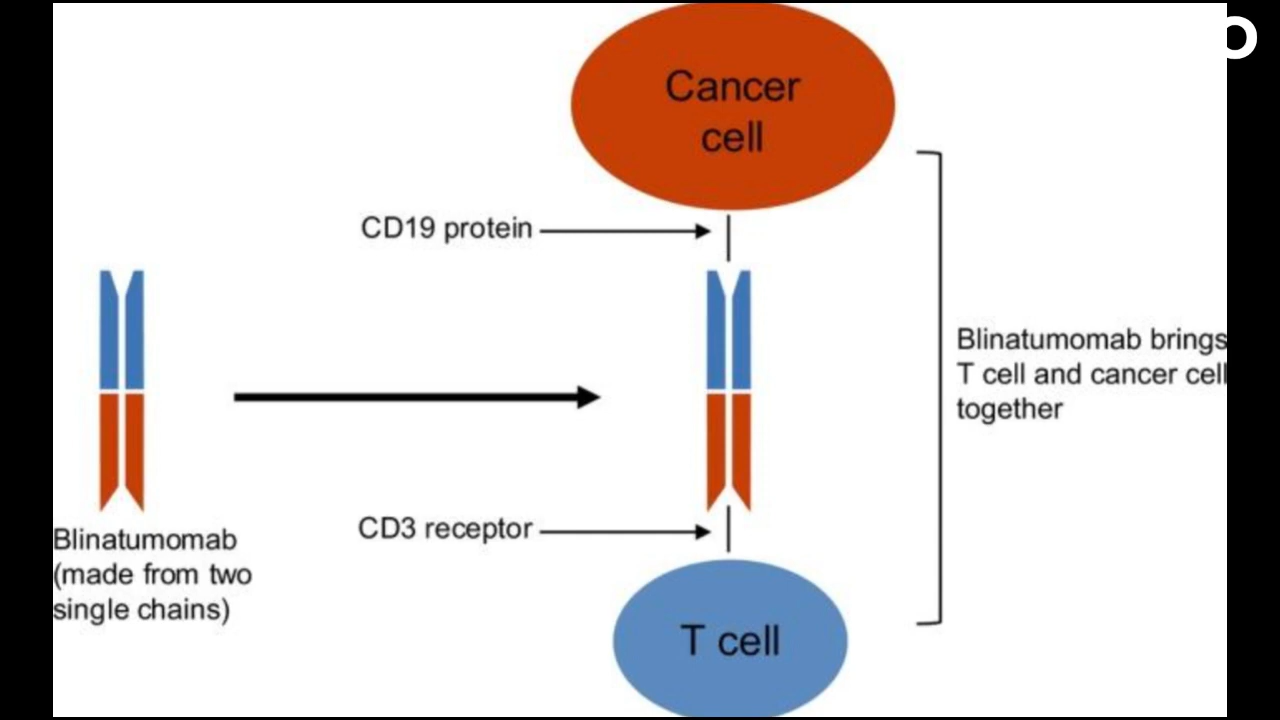 Cancer
cell
CD19 protein
Blinatumomab brings
T cell and cancer cell
together
CD3 receptor
Blinatumomab
(made from two
single chains)
T cell